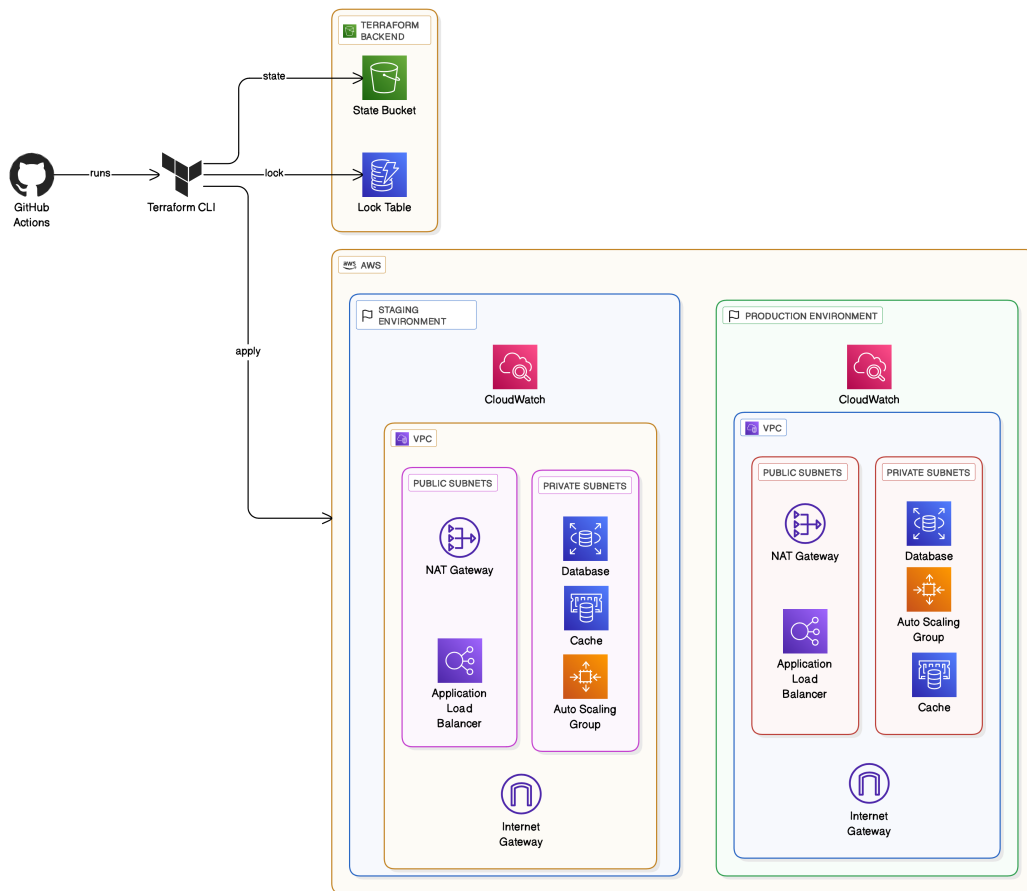 TERRAFORM
BACKEND
state
State Bucket
runs
lock
GitHub
Actions
Terraform CLI
Lock Table
aws AWS
STAGING
ENVIRONMENT
PRODUCTION ENVIRONMENT
apply
CloudWatch
CloudWatch
VPC
VPC
PUBLIC SUBNETS
PRIVATE SUBNETS
PUBLIC SUBNETS
PRIVATE SUBNETS
NAT Gateway
Database
Cache
Application
Load
Balancer
Auto Scaling
Group
Internet
Gateway
NAT Gateway
Database
Auto Scaling
Group
Application
Load
Balancer
Cache
Internet
Gateway